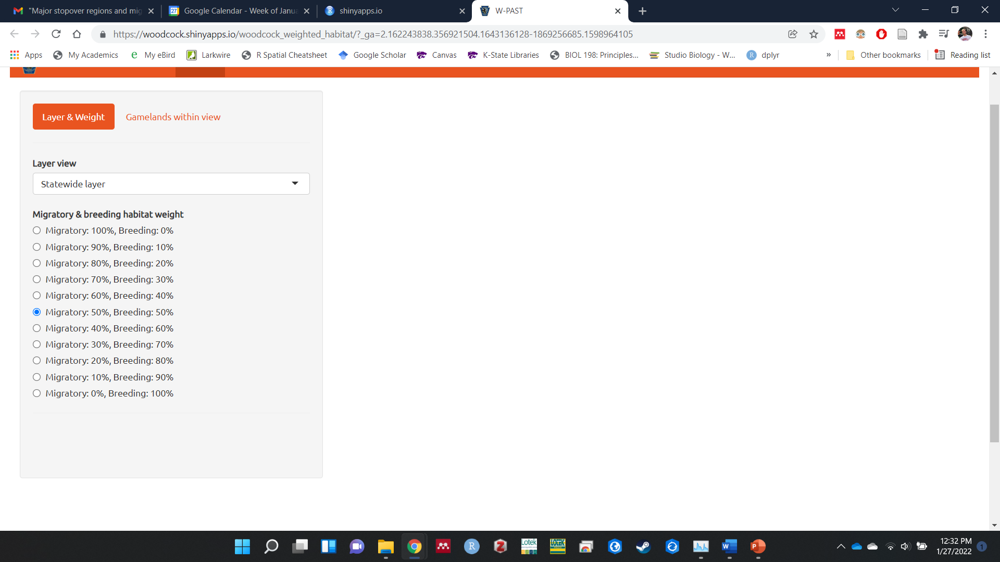 "Major stopover regions and mig
Google Calendar - Week of Janua
shinyapps.io
W-PAST
https://woodcock.shinyapps.io/woodcock_weighted_habitat/?_ga=2.162243838.356921504.1643136128-1869256685.1598964105
Apps
My Academics
My eBird
Larkwire
R Spatial Cheatsheet
Google Scholar
Canvas
K-State Libraries
BIOL 198: Principles...
Studio Biology - W...
dplyr
»
Other bookmarks
Reading list
Layer & Weight
Gamelands within view
Layer view
Statewide layer
Migratory & breeding habitat weight
Migratory: 100%, Breeding: 0%
Migratory: 90%, Breeding: 10%
Migratory: 80%, Breeding: 20%
Migratory: 70%, Breeding: 30%
Migratory: 60%, Breeding: 40%
Migratory: 50%, Breeding: 50%
Migratory: 40%, Breeding: 60%
Migratory: 30%, Breeding: 70%
Migratory: 20%, Breeding: 80%
Migratory: 10%, Breeding: 90%
Migratory: 0%, Breeding: 100%
Lotek
LOTEK
12:32 PM
1/27/2022
1